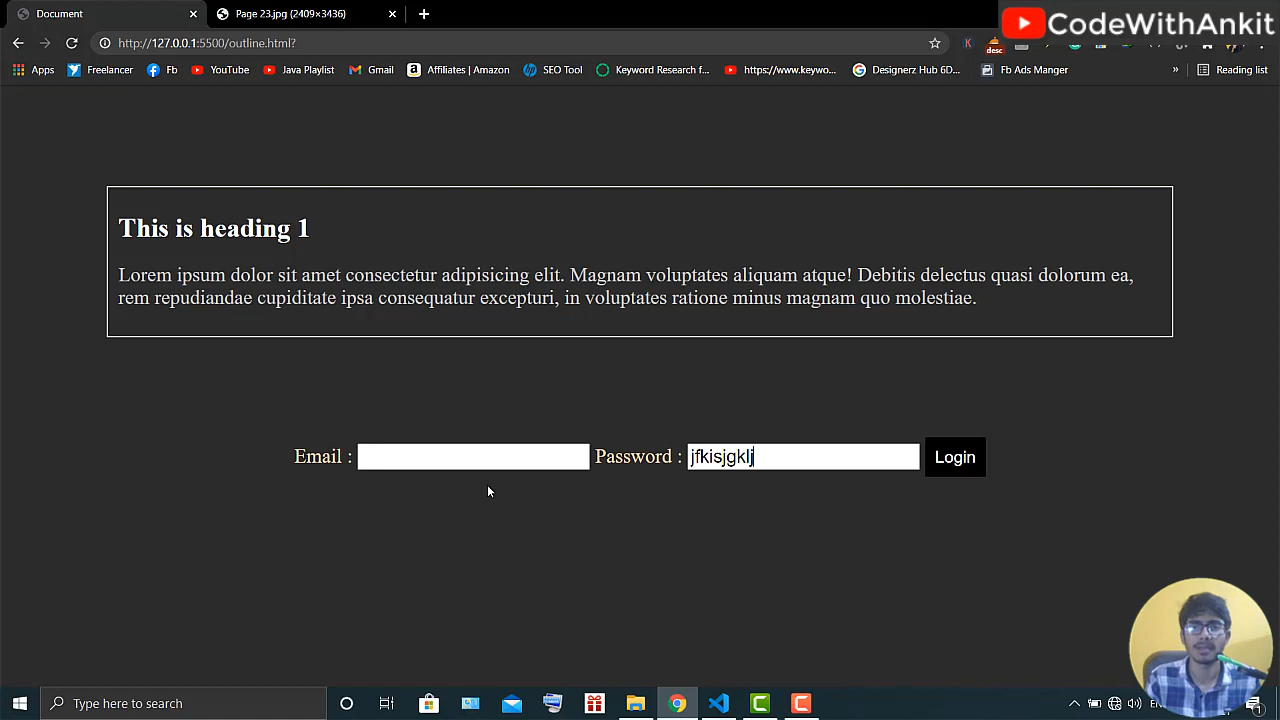 Document
Page 23.jpg (2409×3436)
CodeWithAnkit
http://127.0.0.1:5500/outline.html?
desc
Apps
Freelancer
Fb
YouTube
Java Playlist
Gmail
Affiliates | Amazon
SEO Tool
Keyword Research f...
https://www.keywo...
Designerz Hub 6D...
Fb Ads Manger
»
Reading list
This is heading 1
Lorem ipsum dolor sit amet consectetur adipisicing elit. Magnam voluptates aliquam atque! Debitis delectus quasi dolorum ea,
rem repudiandae cupiditate ipsa consequatur excepturi, in voluptates ratione minus magnam quo molestiae.
Email :
Password : jfkisjgklj
Login
Type here to search